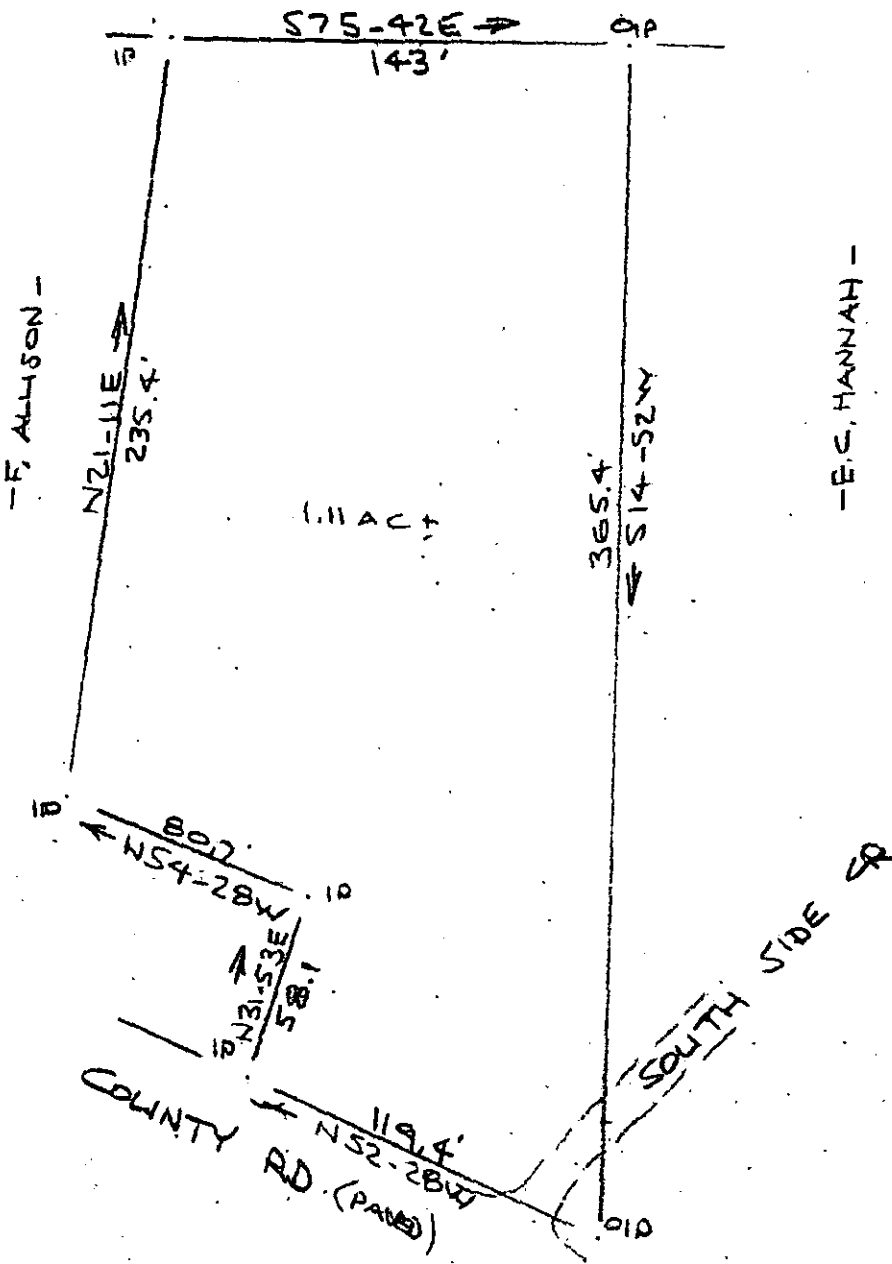 S75-42E →
143'
IP
OIP
-F. ALLISON-
N21-11E →
235.4'
1.11 AC ±
365.4'
← S14-52W
-E.C. HANNAH-
IP
80.7
← N54-28W
IP
N31-53E →
58.1
IP
COUNTY RD. (PAVED)
119.4'
← N52-28W
SOUTH SIDE
OIP